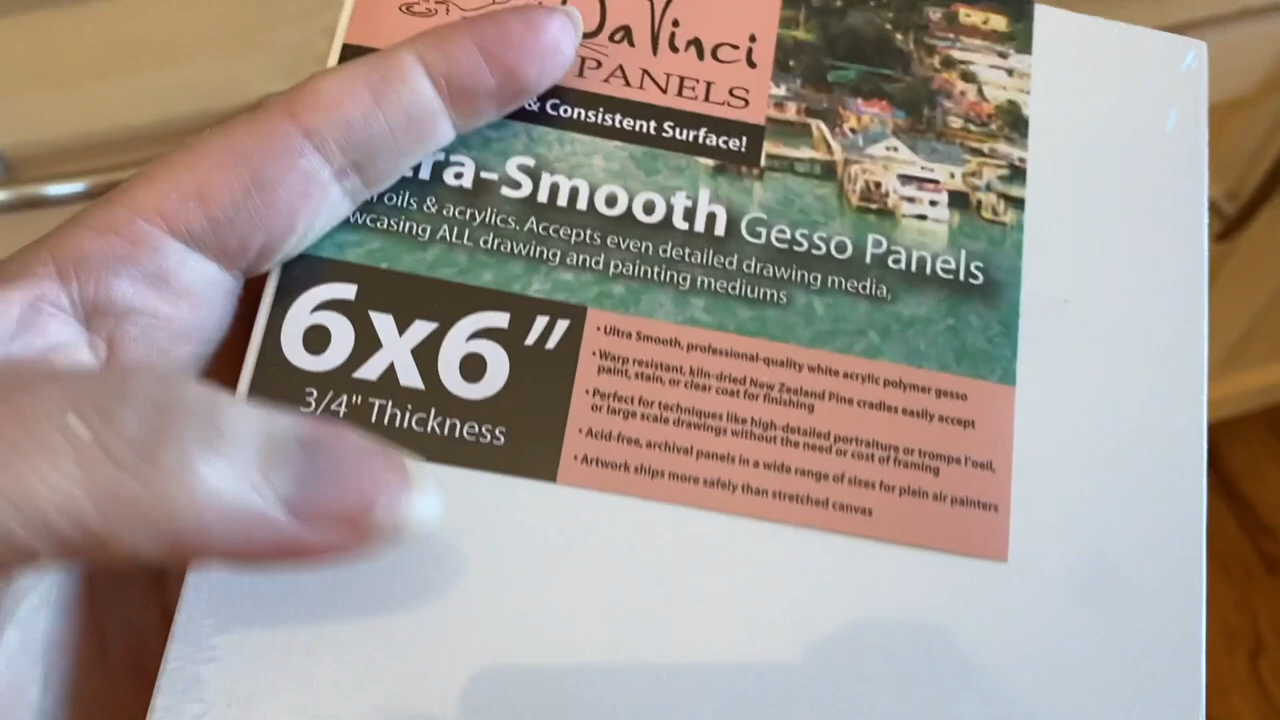 DaVinci
PANELS
& Consistent Surface!
ra-Smooth Gesso Panels
oils & acrylics. Accepts even detailed drawing media,
wcasing ALL drawing and painting mediums
6x6"
3/4" Thickness
• Ultra Smooth, professional-quality white acrylic polymer gesso
• Warp resistant, kiln-dried New Zealand Pine cradles easily accept
paint, stain, or clear coat for finishing
• Perfect for techniques like high-detailed portraiture or trompe l'oeil,
or large scale drawings without the need or cost of framing
• Acid-free, archival panels in a wide range of sizes for plein air painters
• Artwork ships more safely than stretched canvas